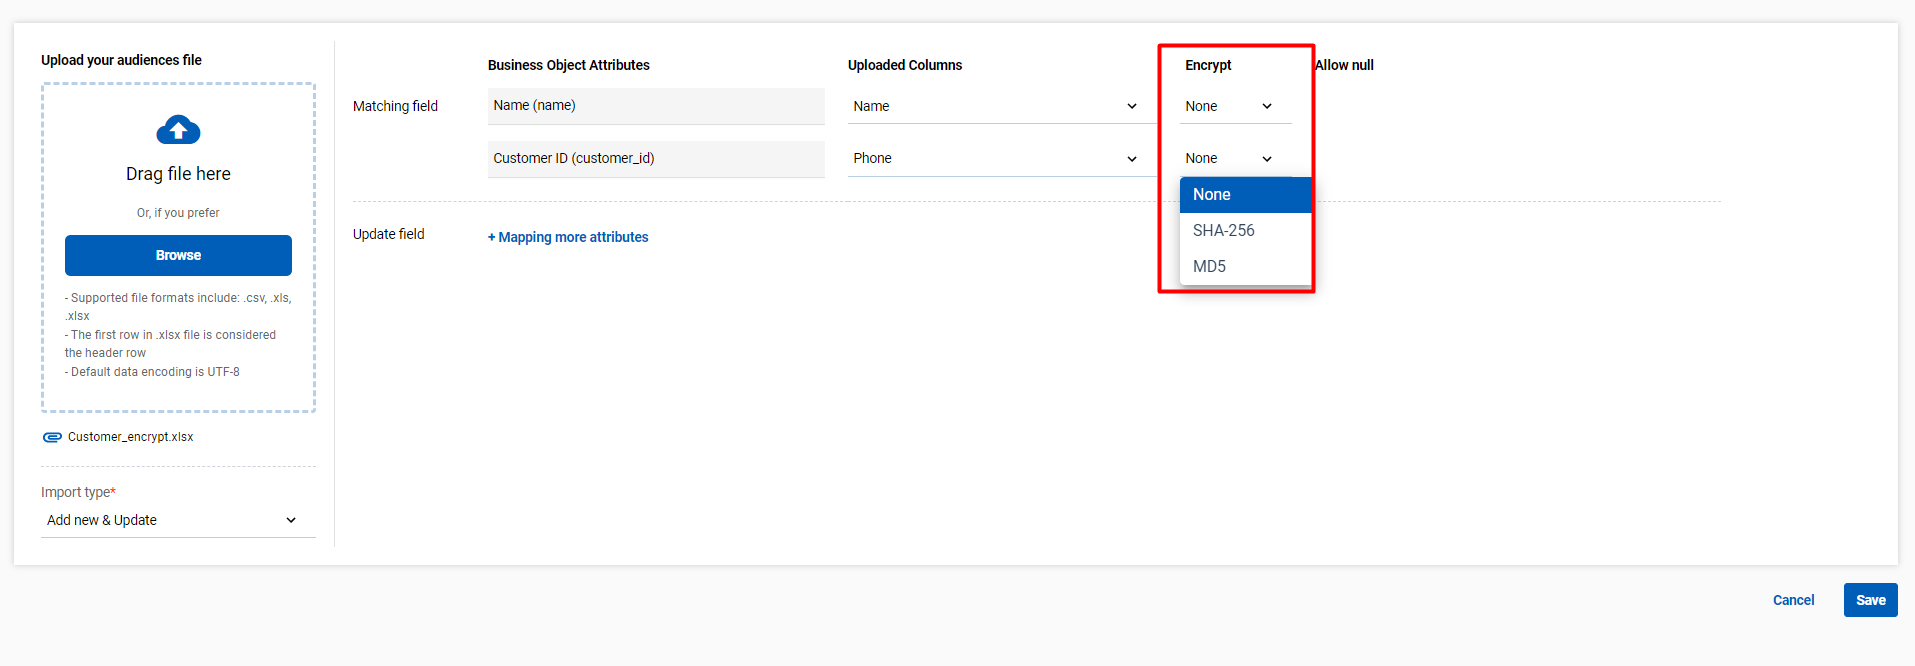 Upload your audiences file
Drag file here
Or, if you prefer
Browse
- Supported file formats include: .csv, .xls,
.xlsx
- The first row in .xlsx file is considered
the header row
- Default data encoding is UTF-8
Customer_encrypt.xlsx
Import type*
Add new & Update
Business Object Attributes Uploaded Columns Encrypt Allow null
Matching field Name (name) Name None
Customer ID (customer_id) Phone None
None
SHA-256
MD5
Update field + Mapping more attributes
Cancel Save